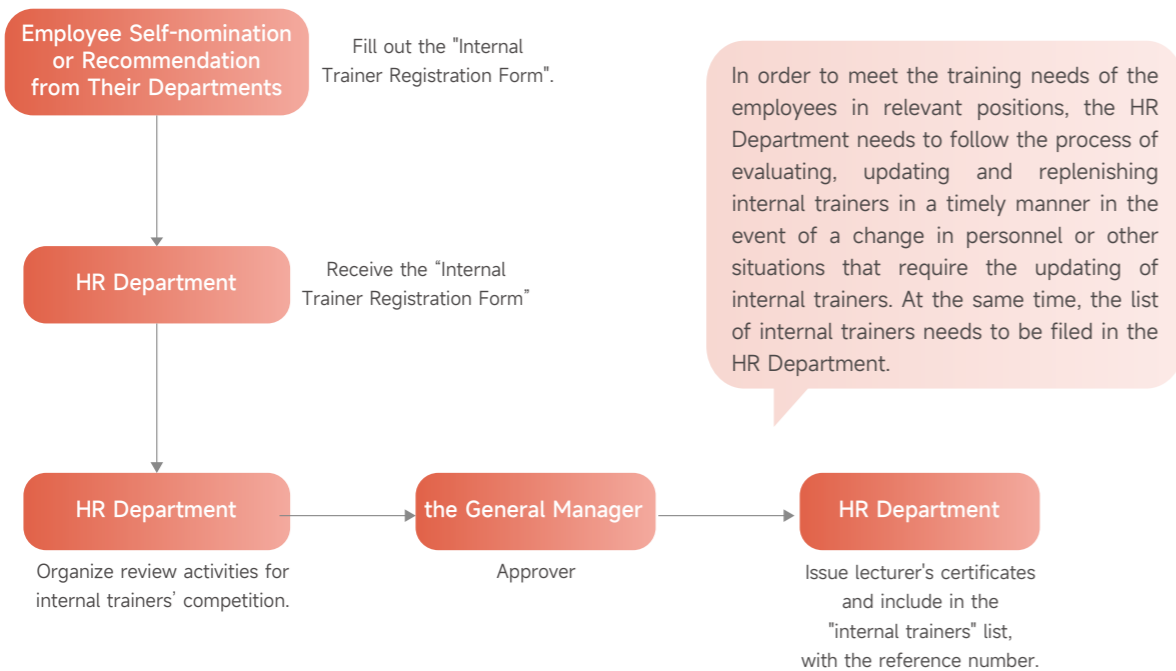 Employee Self-nomination
or Recommendation
from Their Departments
Fill out the "Internal
Trainer Registration Form".
In order to meet the training needs of the
employees in relevant positions, the HR
Department needs to follow the process of
evaluating, updating and replenishing
internal trainers in a timely manner in the
event of a change in personnel or other
situations that require the updating of
internal trainers. At the same time, the list
of internal trainers needs to be filed in the
HR Department.
HR Department
Receive the “Internal
Trainer Registration Form”
HR Department
Organize review activities for
internal trainers’ competition.
the General Manager
Approver
HR Department
Issue lecturer's certificates
and include in the
"internal trainers" list,
with the reference number.